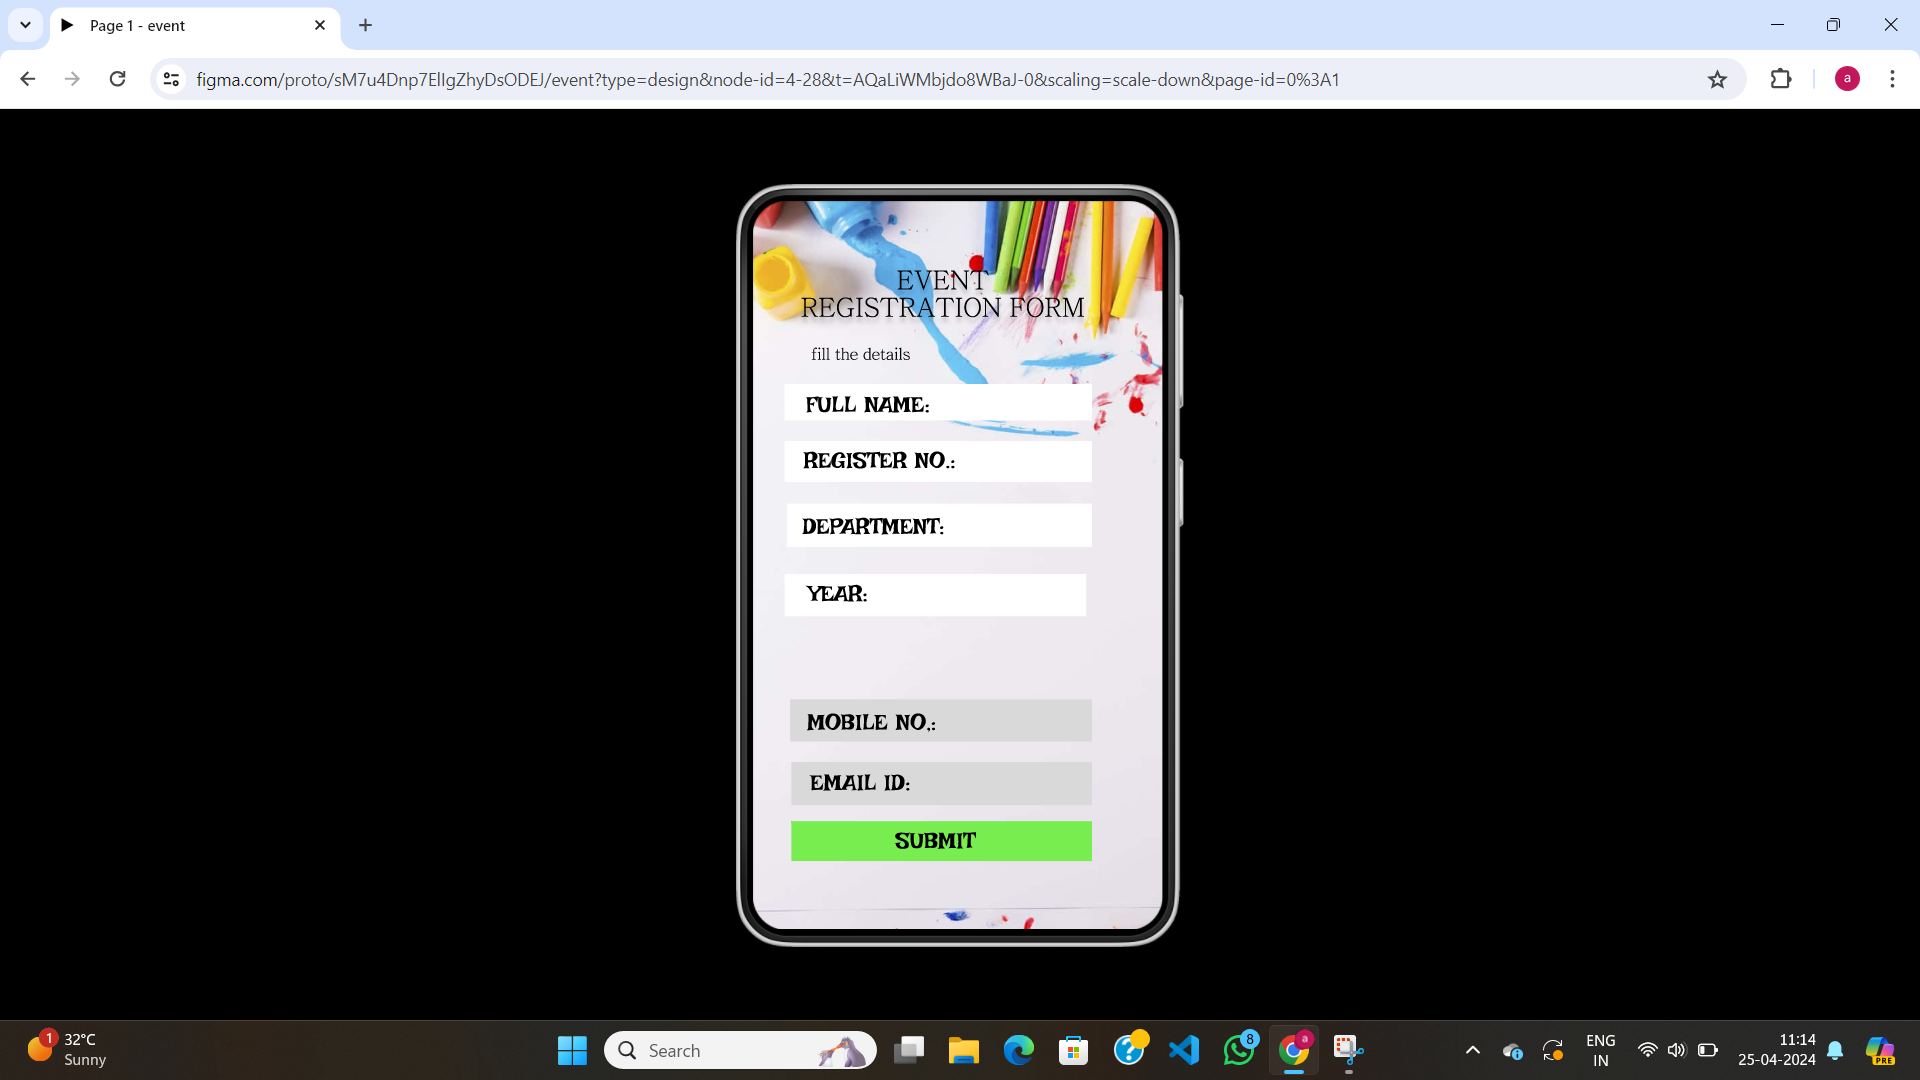 Page 1 - event
figma.com/proto/sM7u4Dnp7ElIgZhyDsODEJ/event?type=design&node-id=4-28&t=AQaLiWMbjdo8WBaJ-0&scaling=scale-down&page-id=0%3A1
a
EVENT
REGISTRATION FORM
fill the details
FULL NAME:
REGISTER NO.:
DEPARTMENT:
YEAR:
MOBILE NO,:
EMAIL ID:
SUBMIT
1
32°C
Sunny
Search
8
a
ENG
IN
11:14
25-04-2024
PRE